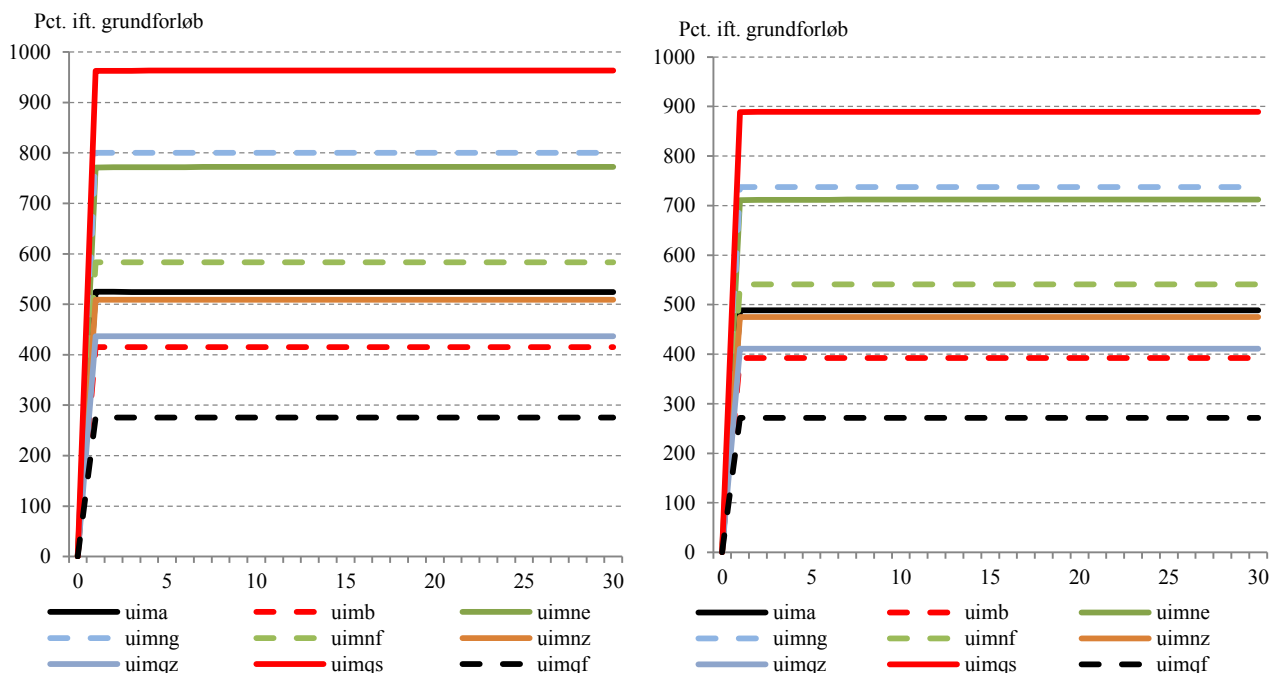 Pct. ift. grundforløb
1000
900
800
700
600
500
400
300
200
100
0
0 5 10 15 20 25 30
uima uimb uimne
uimng uimnf uimnz
uimqz uimqs uimqf
Pct. ift. grundforløb
1000
900
800
700
600
500
400
300
200
100
0
0 5 10 15 20 25 30
uima uimb uimne
uimng uimnf uimnz
uimqz uimqs uimqf